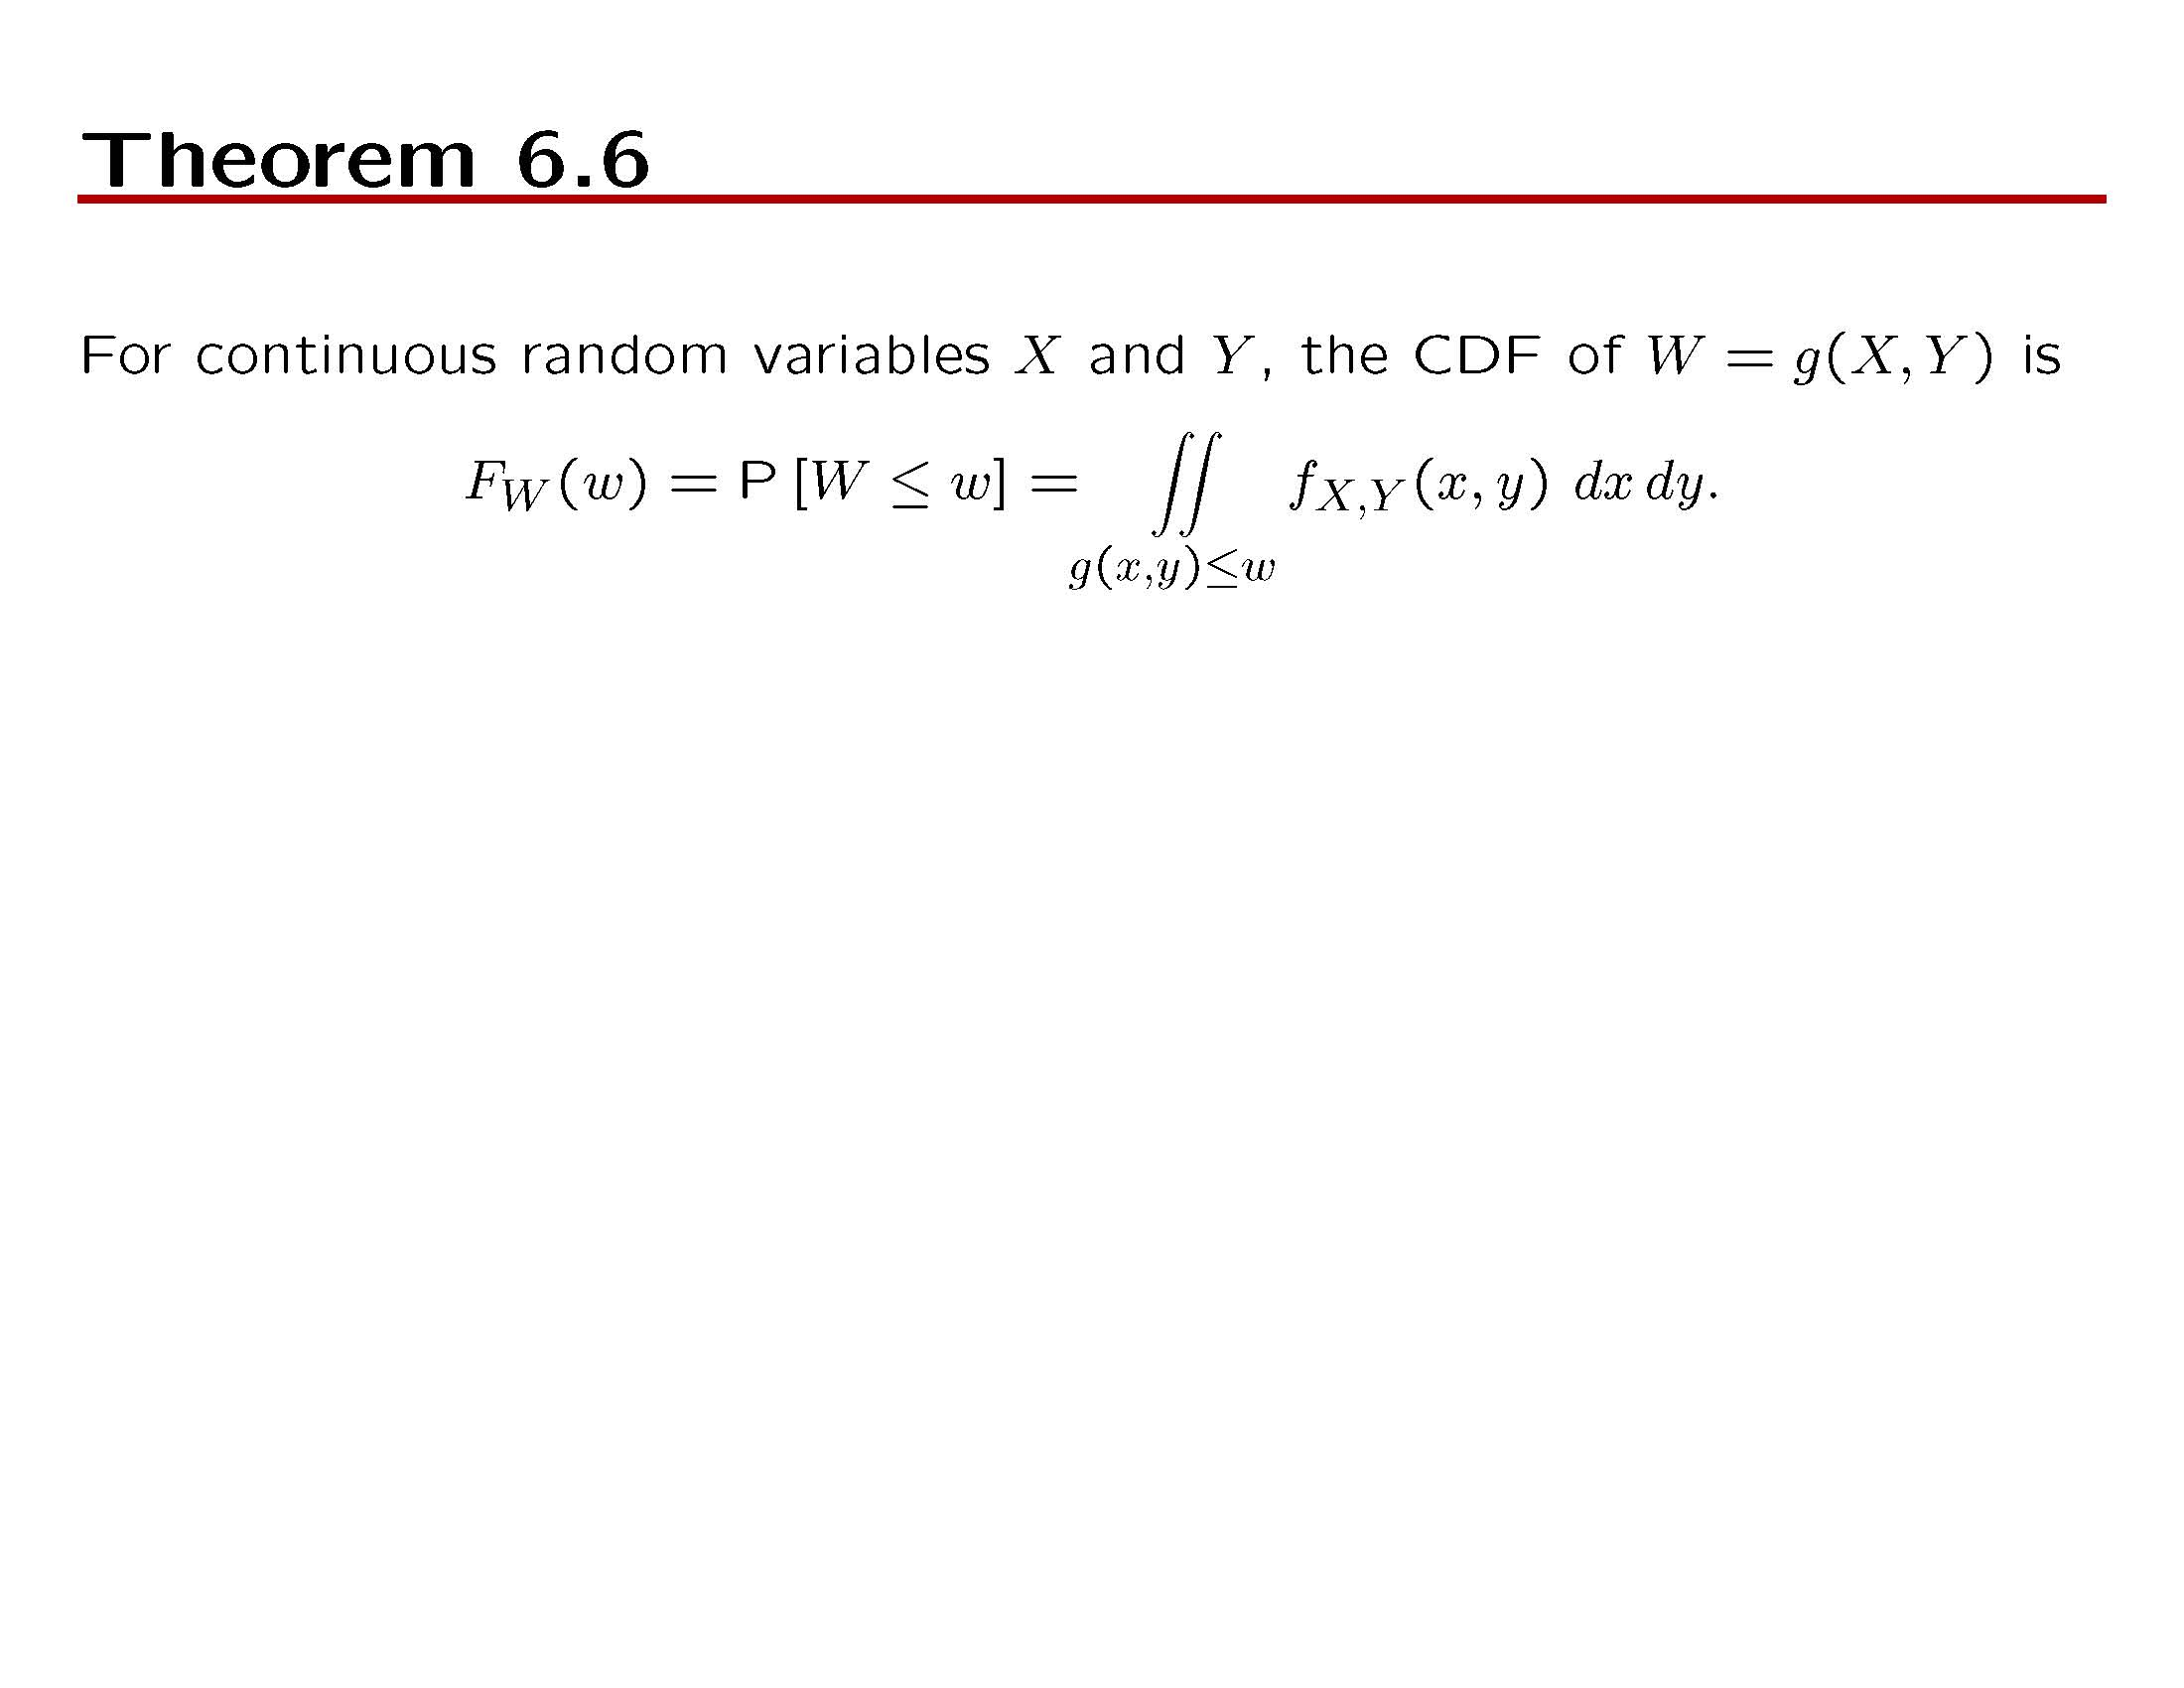 Theorem 6.6
For continuous random variables X and Y, the CDF of W = g(X, Y) is
F_W(w) = P [W ≤ w] = ∬_{g(x,y)≤w} f_{X,Y}(x, y) dx dy.